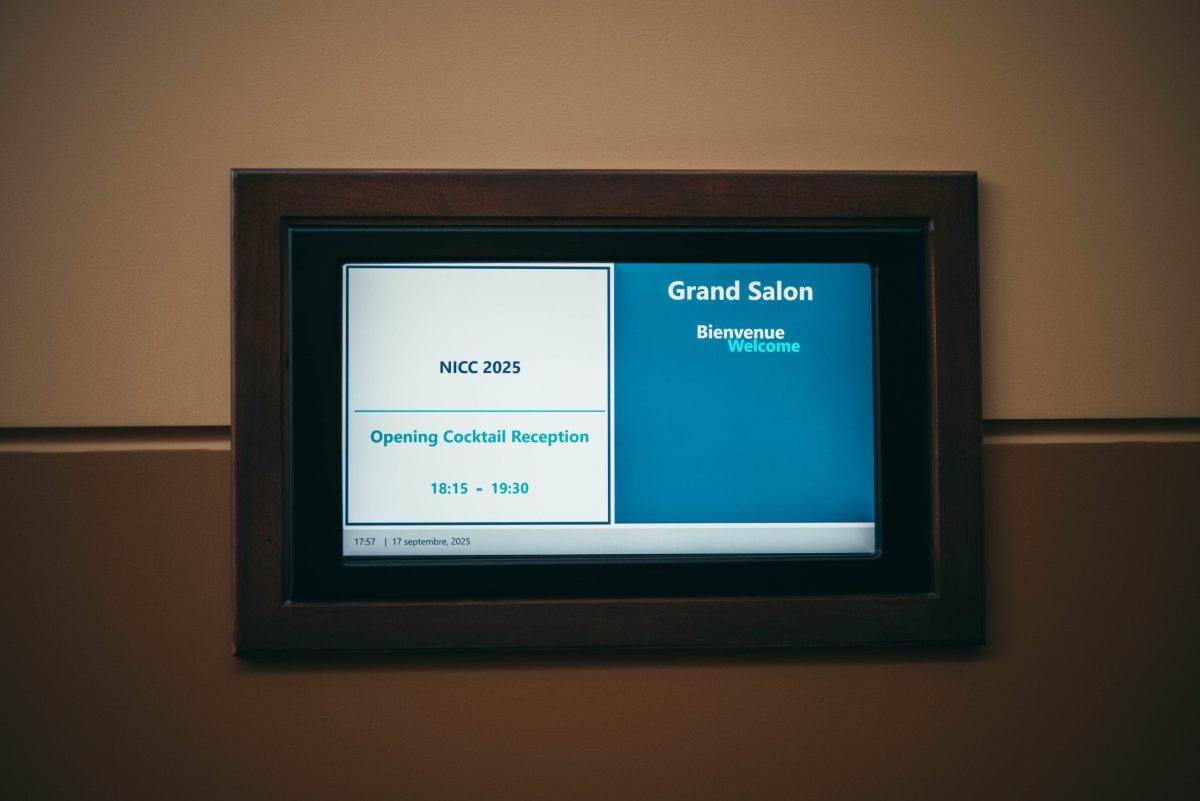 NICC 2025
Opening Cocktail Reception
18:15 - 19:30
Grand Salon
Bienvenue
Welcome
17:57 | 17 septembre, 2025